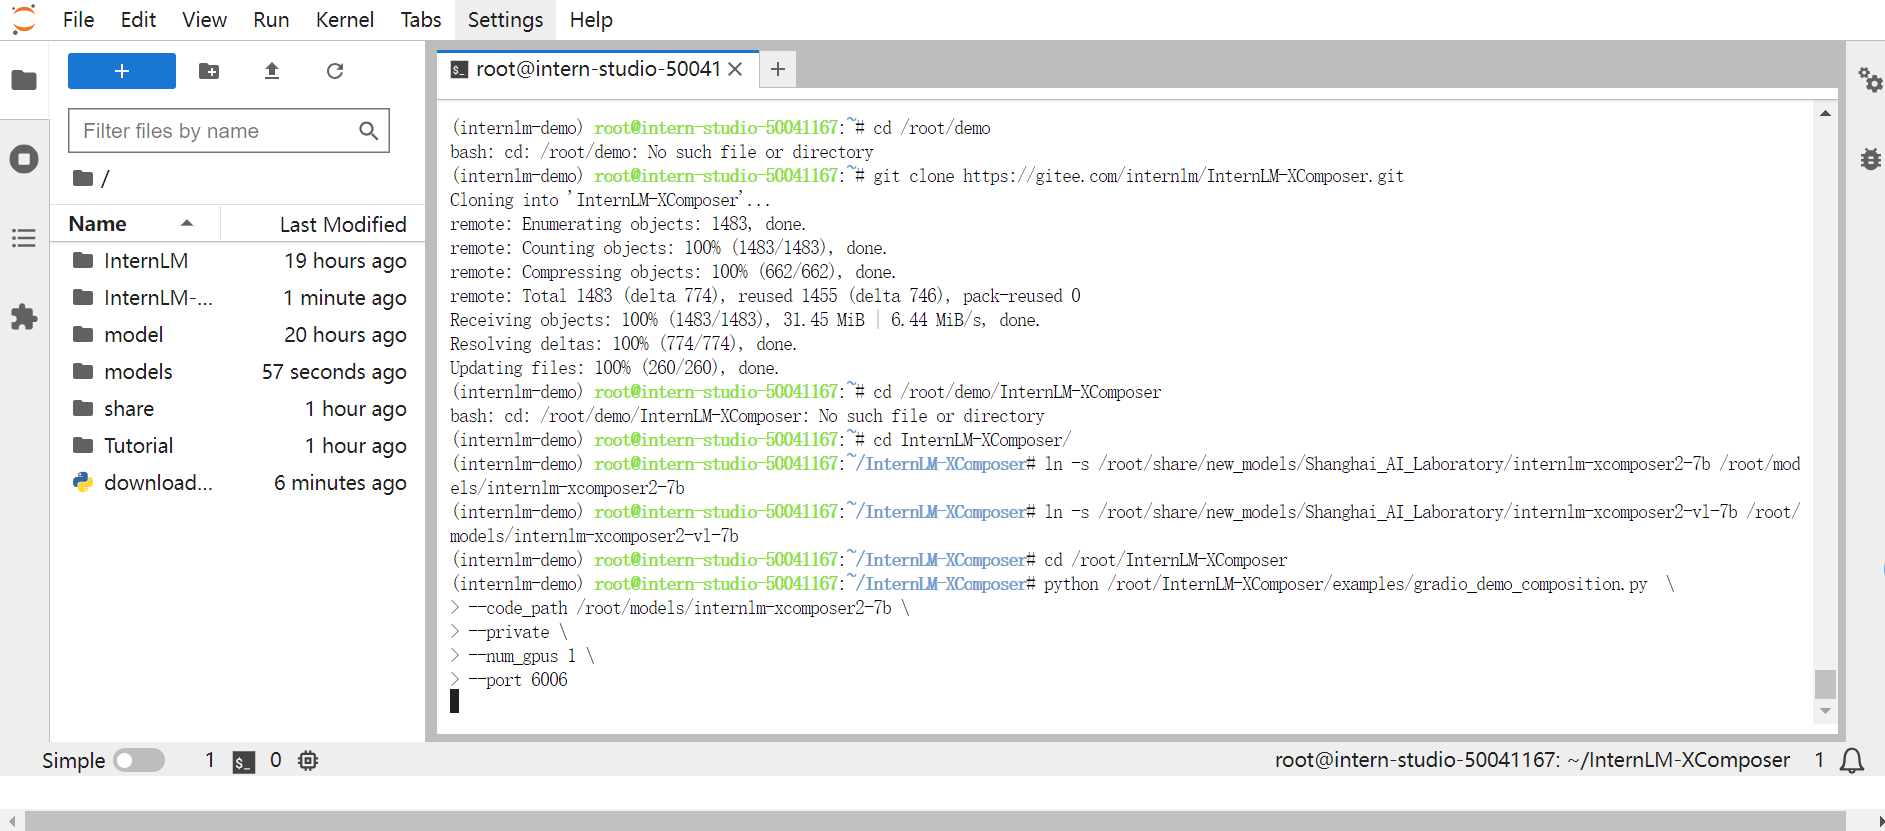 File Edit View Run Kernel Tabs Settings Help
+
Filter files by name
/
Name Last Modified
InternLM 19 hours ago
InternLM-... 1 minute ago
model 20 hours ago
models 57 seconds ago
share 1 hour ago
Tutorial 1 hour ago
download... 6 minutes ago
root@intern-studio-50041
(internlm-demo) root@intern-studio-50041167:~# cd /root/demo
bash: cd: /root/demo: No such file or directory
(internlm-demo) root@intern-studio-50041167:~# git clone https://gitee.com/internlm/InternLM-XComposer.git
Cloning into 'InternLM-XComposer'...
remote: Enumerating objects: 1483, done.
remote: Counting objects: 100% (1483/1483), done.
remote: Compressing objects: 100% (662/662), done.
remote: Total 1483 (delta 774), reused 1455 (delta 746), pack-reused 0
Receiving objects: 100% (1483/1483), 31.45 MiB | 6.44 MiB/s, done.
Resolving deltas: 100% (774/774), done.
Updating files: 100% (260/260), done.
(internlm-demo) root@intern-studio-50041167:~# cd /root/demo/InternLM-XComposer
bash: cd: /root/demo/InternLM-XComposer: No such file or directory
(internlm-demo) root@intern-studio-50041167:~# cd InternLM-XComposer/
(internlm-demo) root@intern-studio-50041167:~/InternLM-XComposer# ln -s /root/share/new_models/Shanghai_AI_Laboratory/internlm-xcomposer2-7b /root/mod
els/internlm-xcomposer2-7b
(internlm-demo) root@intern-studio-50041167:~/InternLM-XComposer# ln -s /root/share/new_models/Shanghai_AI_Laboratory/internlm-xcomposer2-vl-7b /root/
models/internlm-xcomposer2-vl-7b
(internlm-demo) root@intern-studio-50041167:~/InternLM-XComposer# cd /root/InternLM-XComposer
(internlm-demo) root@intern-studio-50041167:~/InternLM-XComposer# python /root/InternLM-XComposer/examples/gradio_demo_composition.py  \
> --code_path /root/models/internlm-xcomposer2-7b \
> --private \
> --num_gpus 1 \
> --port 6006
Simple 1 $_ 0 root@intern-studio-50041167: ~/InternLM-XComposer 1